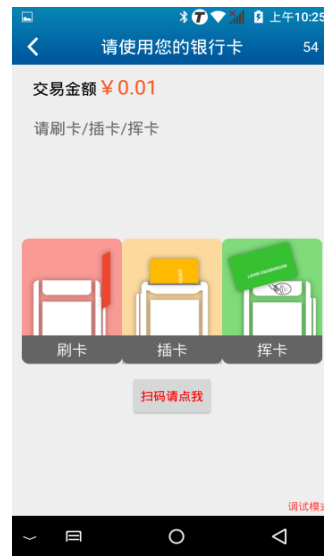 上午10:25
请使用您的银行卡 54
交易金额￥0.01
请刷卡/插卡/挥卡
刷卡 插卡 挥卡
扫码请点我
调试模式